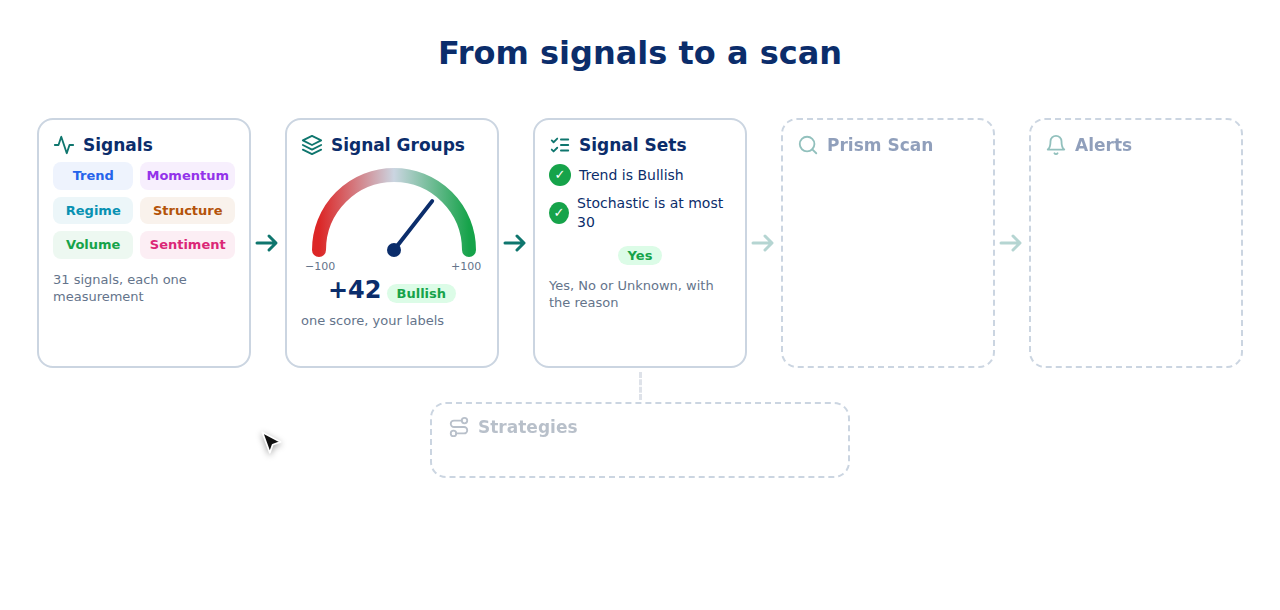 From signals to a scan
Signals
Trend
Momentum
Regime
Structure
Volume
Sentiment
31 signals, each one
measurement
Signal Groups
−100
+100
+42
Bullish
one score, your labels
Signal Sets
✓ Trend is Bullish
✓ Stochastic is at most
30
Yes
Yes, No or Unknown, with
the reason
Prism Scan
Alerts
Strategies